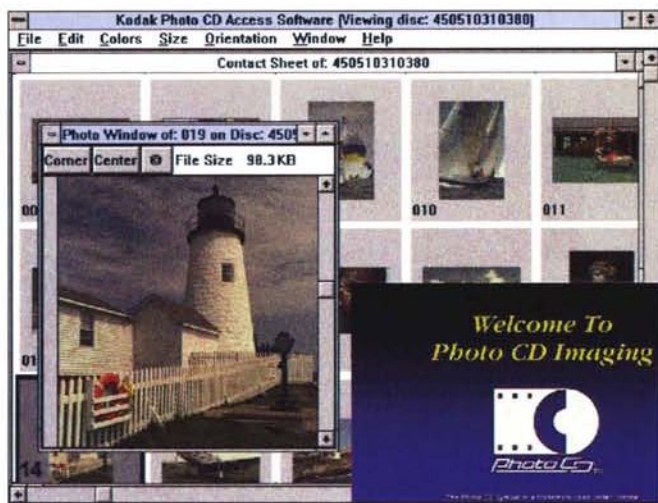 Kodak Photo CD Access Software (Viewing disc: 450510310380)
File Edit Colors Size Orientation Window Help
Contact Sheet of: 450510310380
Photo Window of: 019 on Disc: 4505
Corner Center File Size 98.3KB
010
011
14
Welcome To
Photo CD Imaging
Photo CD